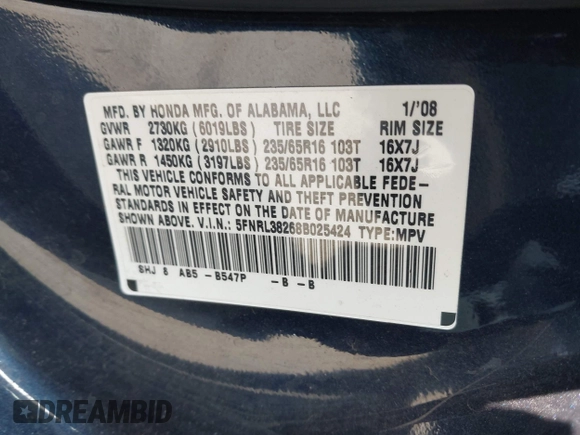 MFD. BY HONDA MFG. OF ALABAMA, LLC 1/'08
GVWR 2730KG (6019LBS) TIRE SIZE RIM SIZE
GAWR F 1320KG (2910LBS) 235/65R16 103T 16X7J
GAWR R 1450KG (3197LBS) 235/65R16 103T 16X7J
THIS VEHICLE CONFORMS TO ALL APPLICABLE FEDE-
RAL MOTOR VEHICLE SAFETY AND THEFT PREVENTION
STANDARDS IN EFFECT ON THE DATE OF MANUFACTURE
SHOWN ABOVE. V.I.N.: 5FNRL38268B025424 TYPE:MPV
SHJ 8 AB5 -B547P -B -B
DREAMBID